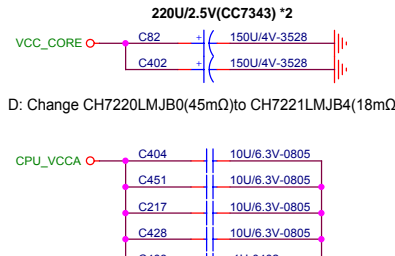 220U/2.5V(CC7343) *2
VCC_CORE
C82 + 150U/4V-3528
C402 + 150U/4V-3528
D: Change CH7220LMJB0(45mΩ)to CH7221LMJB4(18mΩ
CPU_VCCA
C404 10U/6.3V-0805
C451 10U/6.3V-0805
C217 10U/6.3V-0805
C428 10U/6.3V-0805